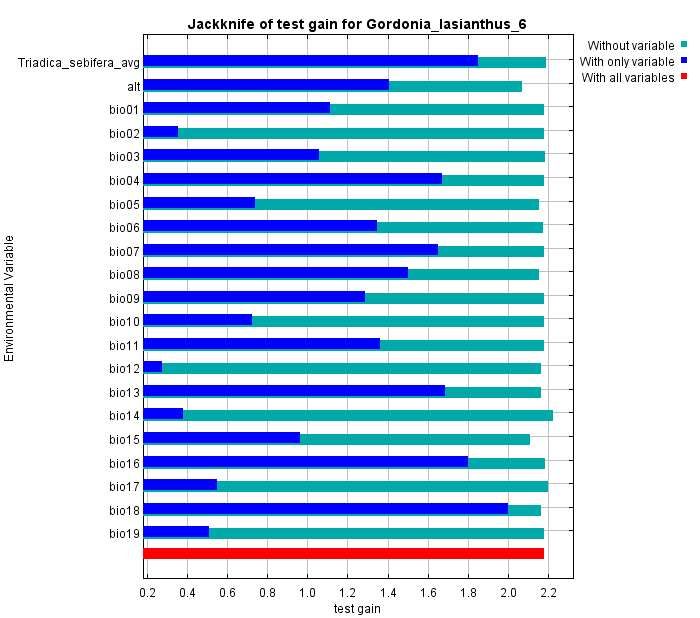 Jackknife of test gain for Gordonia_lasianthus_6
Without variable
With only variable
With all variables
Environmental Variable
Triadica_sebifera_avg
alt
bio01
bio02
bio03
bio04
bio05
bio06
bio07
bio08
bio09
bio10
bio11
bio12
bio13
bio14
bio15
bio16
bio17
bio18
bio19
0.2 0.4 0.6 0.8 1.0 1.2 1.4 1.6 1.8 2.0 2.2
test gain